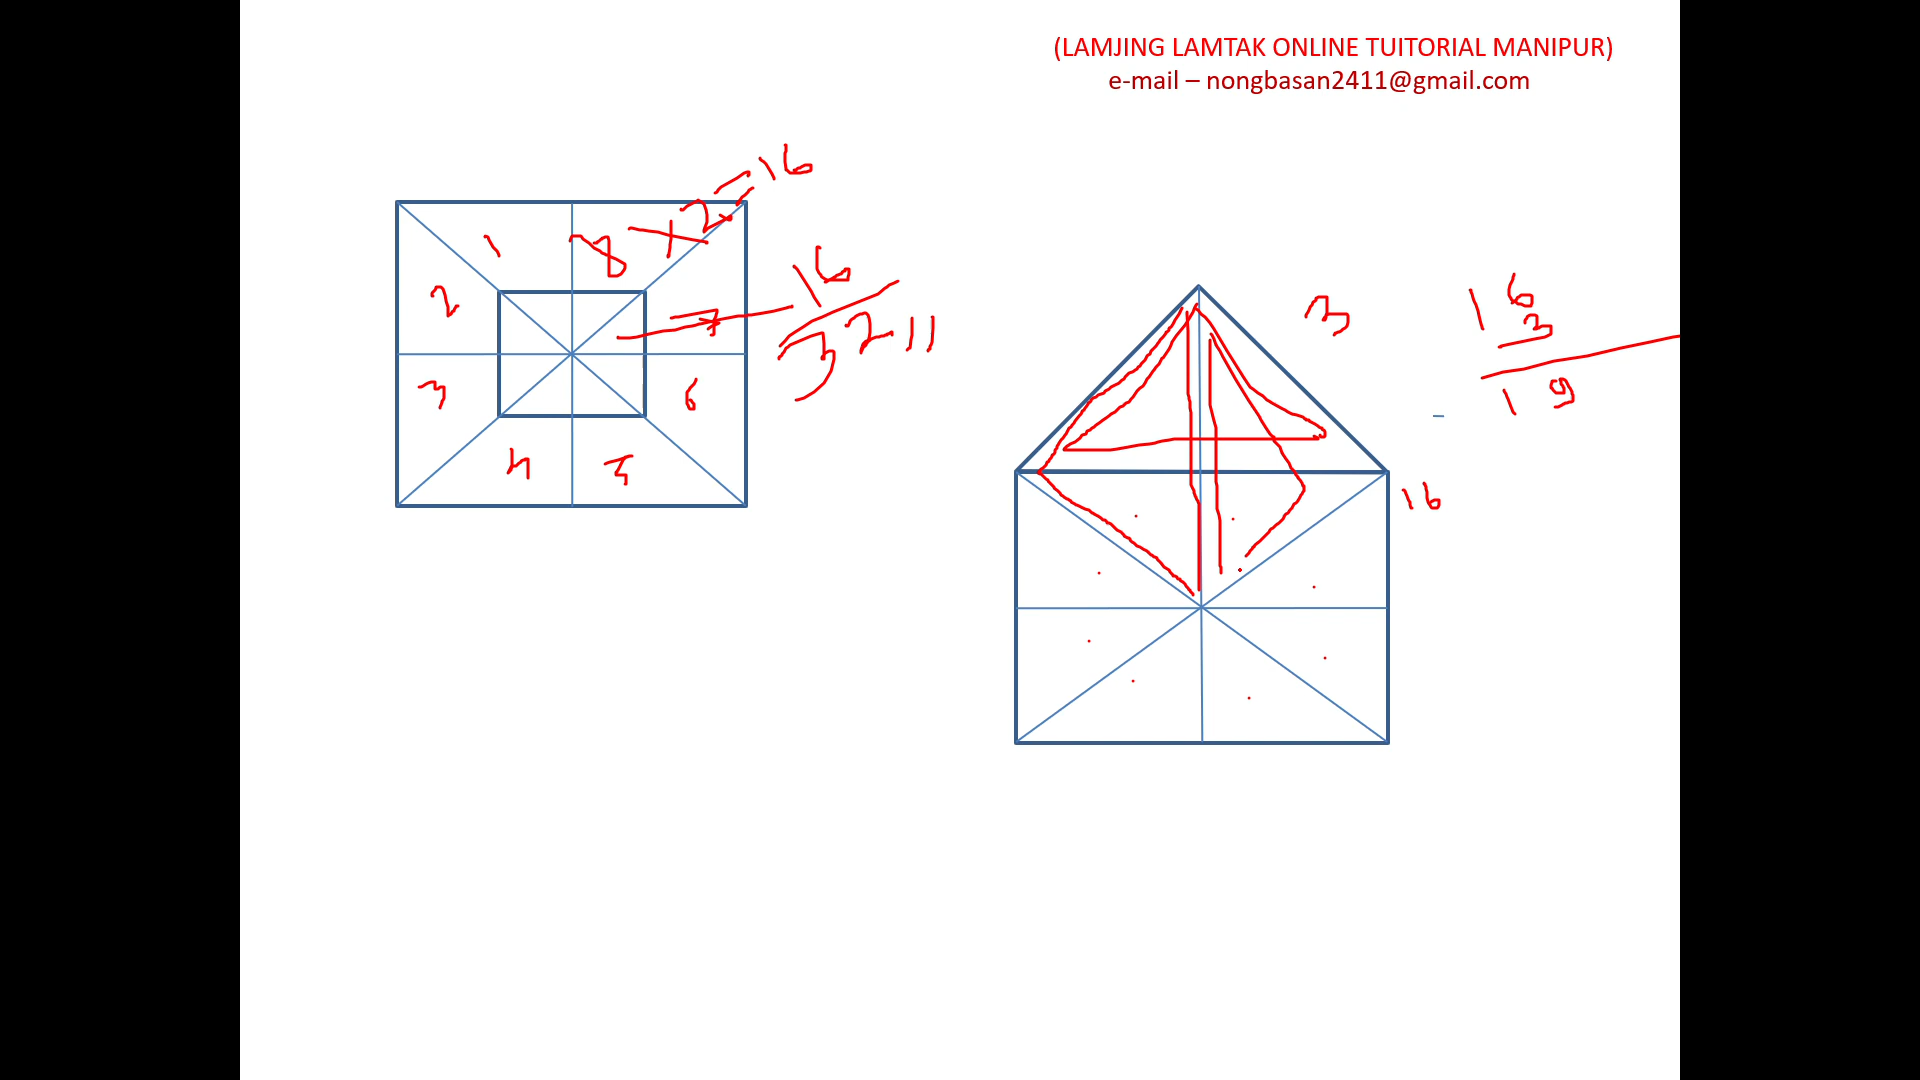 (LAMJING LAMTAK ONLINE TUITORIAL MANIPUR)
e-mail – nongbasan2411@gmail.com
1 8 x 2 = 16
2 7 16
32 11
3 6
4 5
3 16
3
19
16